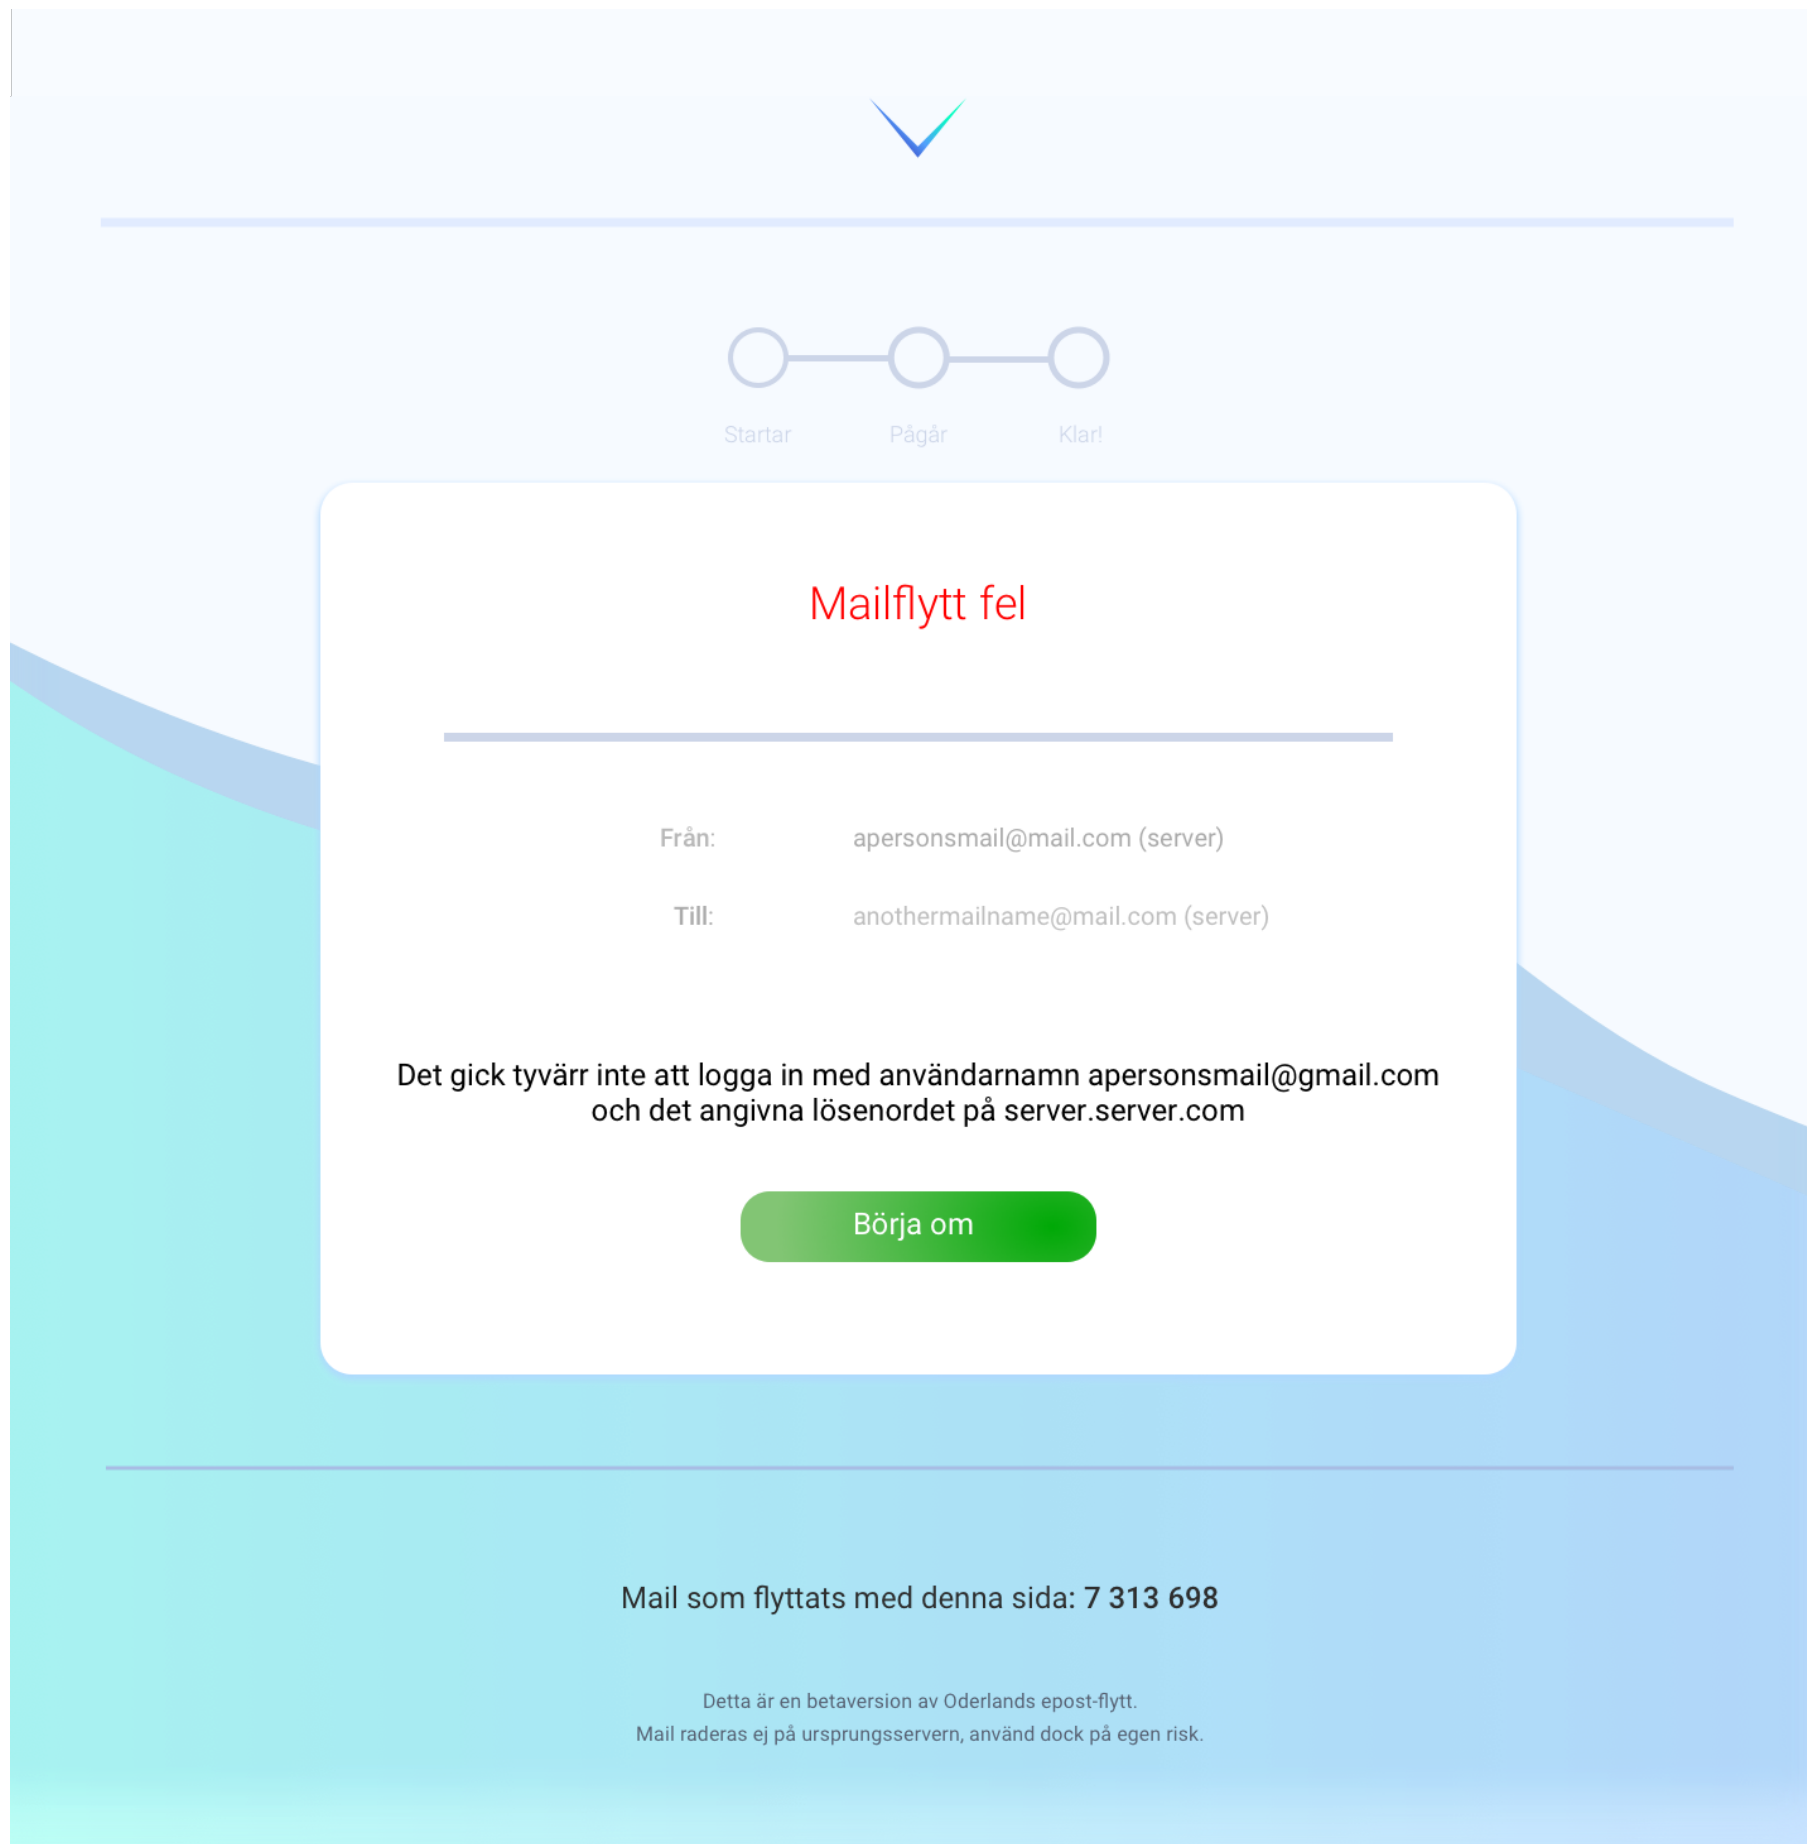 Startar Pågår Klar!
Mailflytt fel
Från: apersonsmail@mail.com (server)
Till: anothermailname@mail.com (server)
Det gick tyvärr inte att logga in med användarnamn apersonsmail@gmail.com
och det angivna lösenordet på server.server.com
Börja om
Mail som flyttats med denna sida: 7 313 698
Detta är en betaversion av Oderlands epost-flytt.
Mail raderas ej på ursprungsservern, använd dock på egen risk.